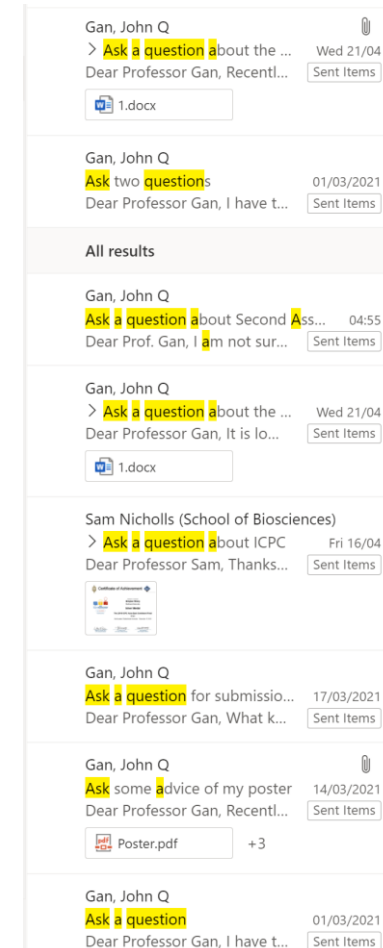 Gan, John Q
> Ask a question about the ... Wed 21/04
Dear Professor Gan, Recentl... Sent Items
1.docx
Gan, John Q
Ask two questions 01/03/2021
Dear Professor Gan, I have t... Sent Items
All results
Gan, John Q
Ask a question about Second Ass... 04:55
Dear Prof. Gan, I am not sur... Sent Items
Gan, John Q
> Ask a question about the ... Wed 21/04
Dear Professor Gan, It is lo... Sent Items
1.docx
Sam Nicholls (School of Biosciences)
> Ask a question about ICPC Fri 16/04
Dear Professor Sam, Thanks... Sent Items
Certificate of Achievement
Gan, John Q
Ask a question for submissio... 17/03/2021
Dear Professor Gan, What k... Sent Items
Gan, John Q
Ask some advice of my poster 14/03/2021
Dear Professor Gan, Recentl... Sent Items
Poster.pdf +3
Gan, John Q
Ask a question 01/03/2021
Dear Professor Gan, I have t... Sent Items